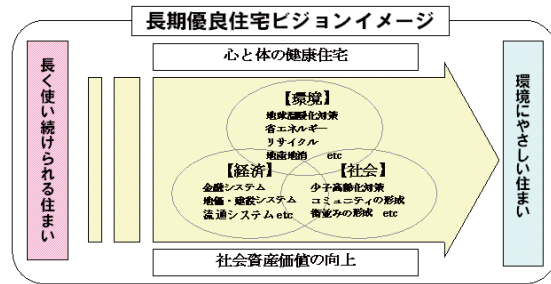 長期優良住宅ビジョンイメージ
心と体の健康住宅
長く使い続けられる住まい
【環境】
地球温暖化対策
省エネルギー
リサイクル
地産地消 etc
【経済】
金融システム
地価・建設システム
流通システム etc
【社会】
少子高齢化対策
コミュニティの形成
街並みの形成 etc
環境にやさしい住まい
社会資産価値の向上